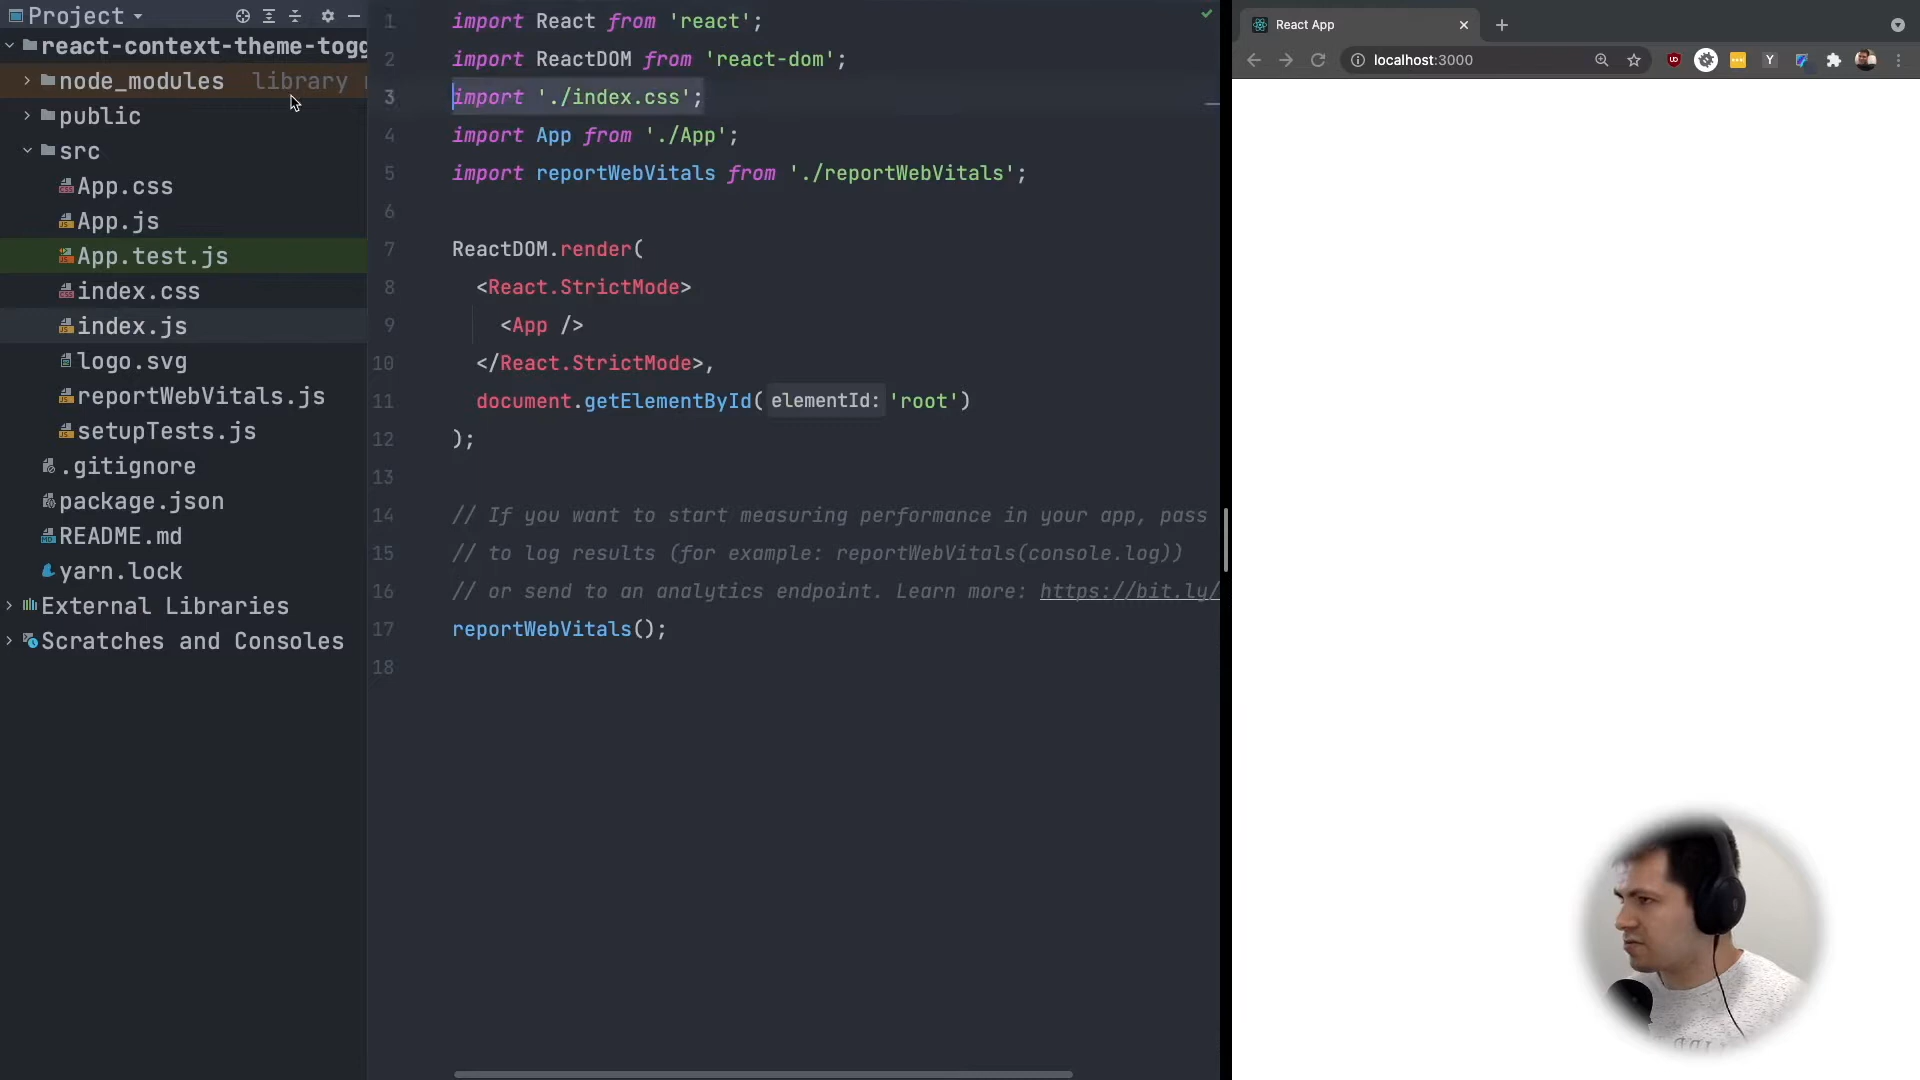 Project
react-context-theme-togg
node_modules library
public
src
App.css
App.js
App.test.js
index.css
index.js
logo.svg
reportWebVitals.js
setupTests.js
.gitignore
package.json
README.md
yarn.lock
External Libraries
Scratches and Consoles
1 import React from 'react';
2 import ReactDOM from 'react-dom';
3 import './index.css';
4 import App from './App';
5 import reportWebVitals from './reportWebVitals';
6
7 ReactDOM.render(
8 <React.StrictMode>
9 <App />
10 </React.StrictMode>,
11 document.getElementById( elementId: 'root')
12 );
13
14 // If you want to start measuring performance in your app, pass
15 // to log results (for example: reportWebVitals(console.log))
16 // or send to an analytics endpoint. Learn more: https://bit.ly/
17 reportWebVitals();
18
React App
localhost:3000